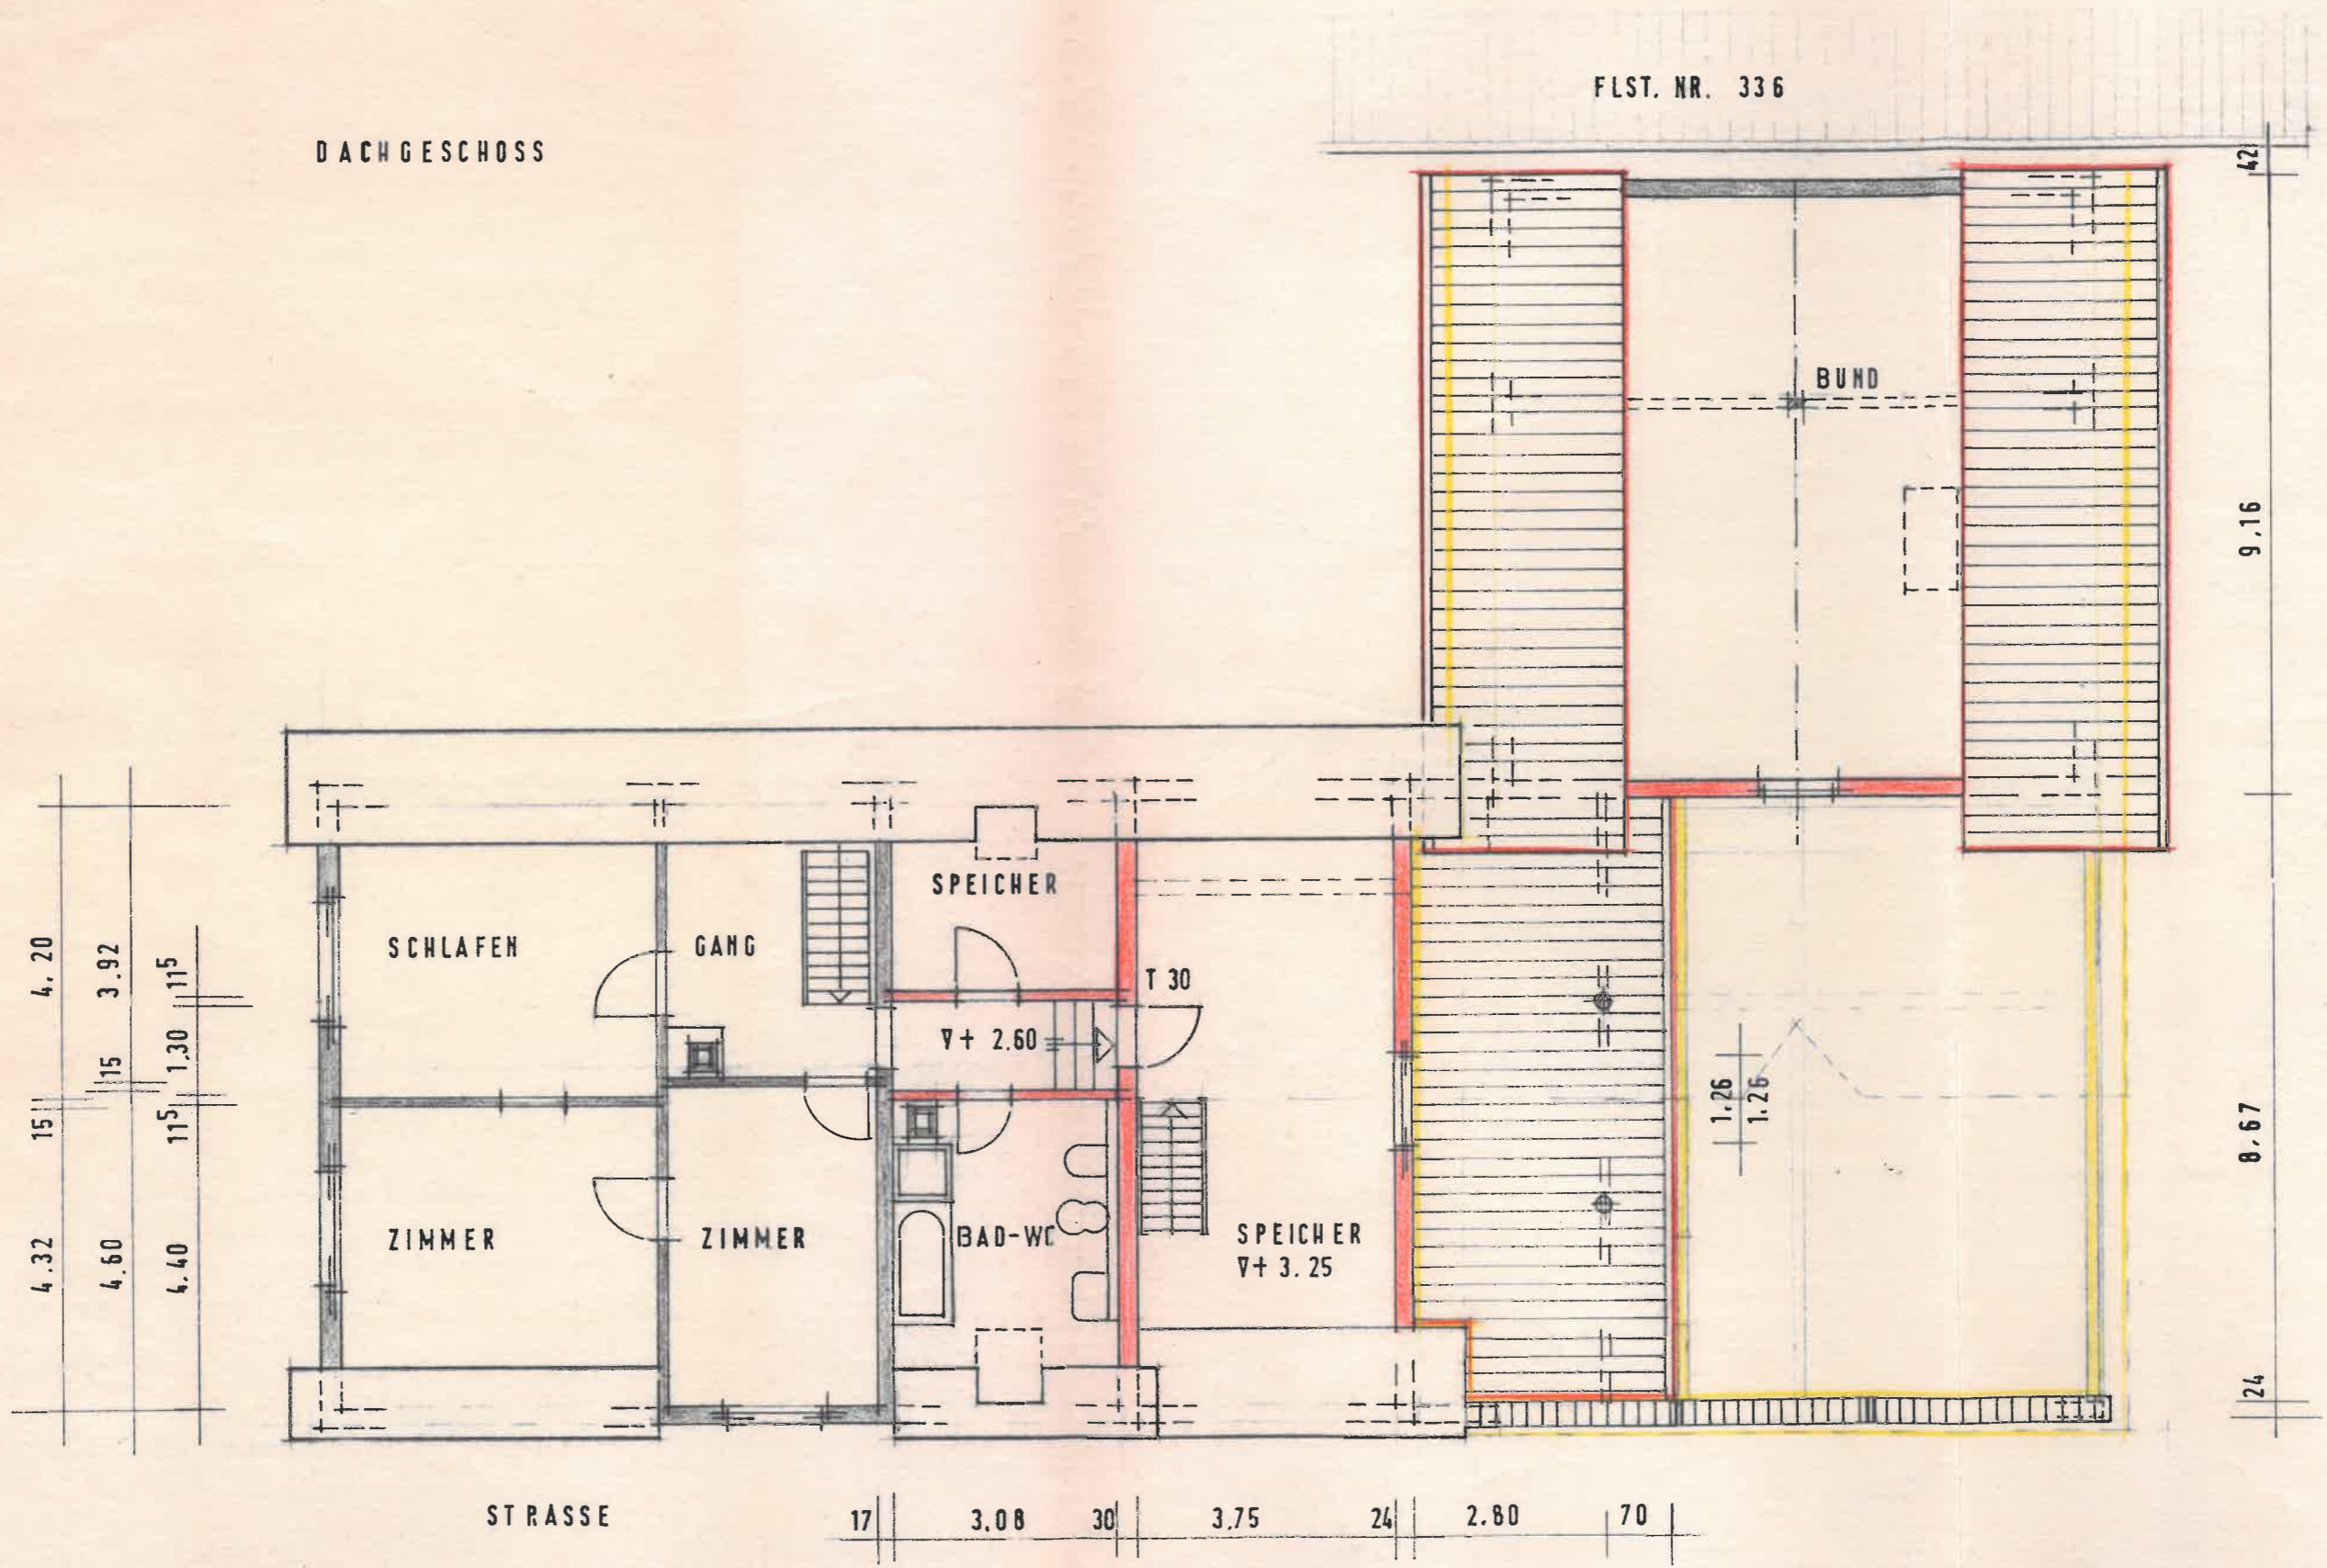 FLST. NR. 336
DACHGESCHOSS
42
BUND
9,16
SPEICHER
SCHLAFEN
GANG
T 30
∇+ 2.60
4.20
3.92
11⁵
15
15
1.30
11⁵
4.32
4.60
4.40
1.26
1.26
8,67
ZIMMER
ZIMMER
BAD-WC
SPEICHER
∇+ 3.25
24
STRASSE
17
3.08
30
3,75
24
2.80
70